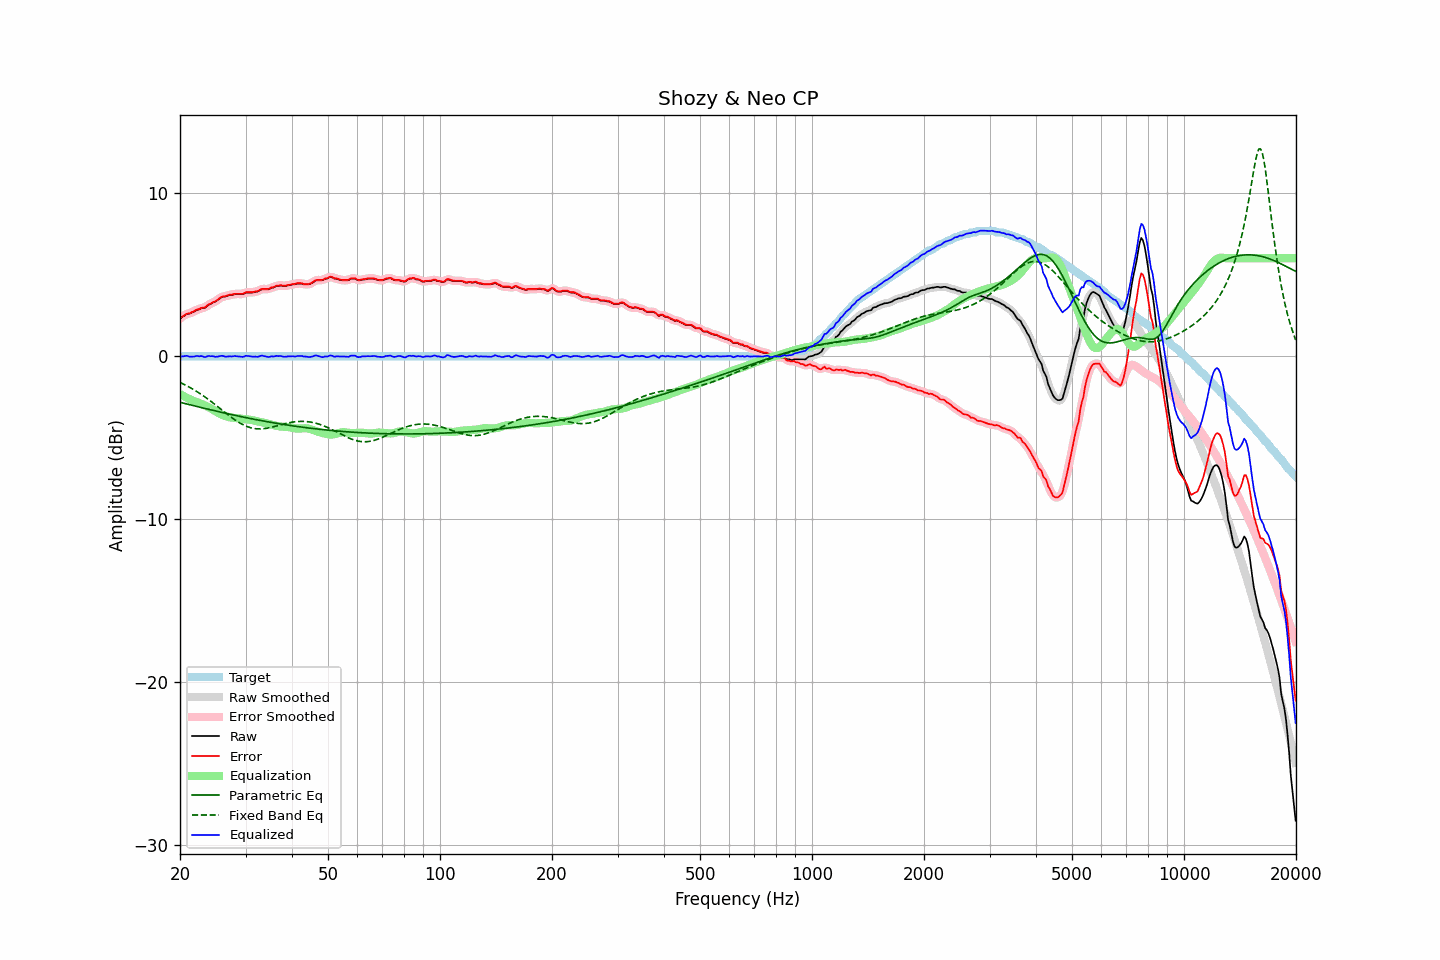 Shozy & Neo CP
Amplitude (dBr)
10
0
−10
−20
−30
Target
Raw Smoothed
Error Smoothed
Raw
Error
Equalization
Parametric Eq
Fixed Band Eq
Equalized
20 50 100 200 500 1000 2000 5000 10000 20000
Frequency (Hz)